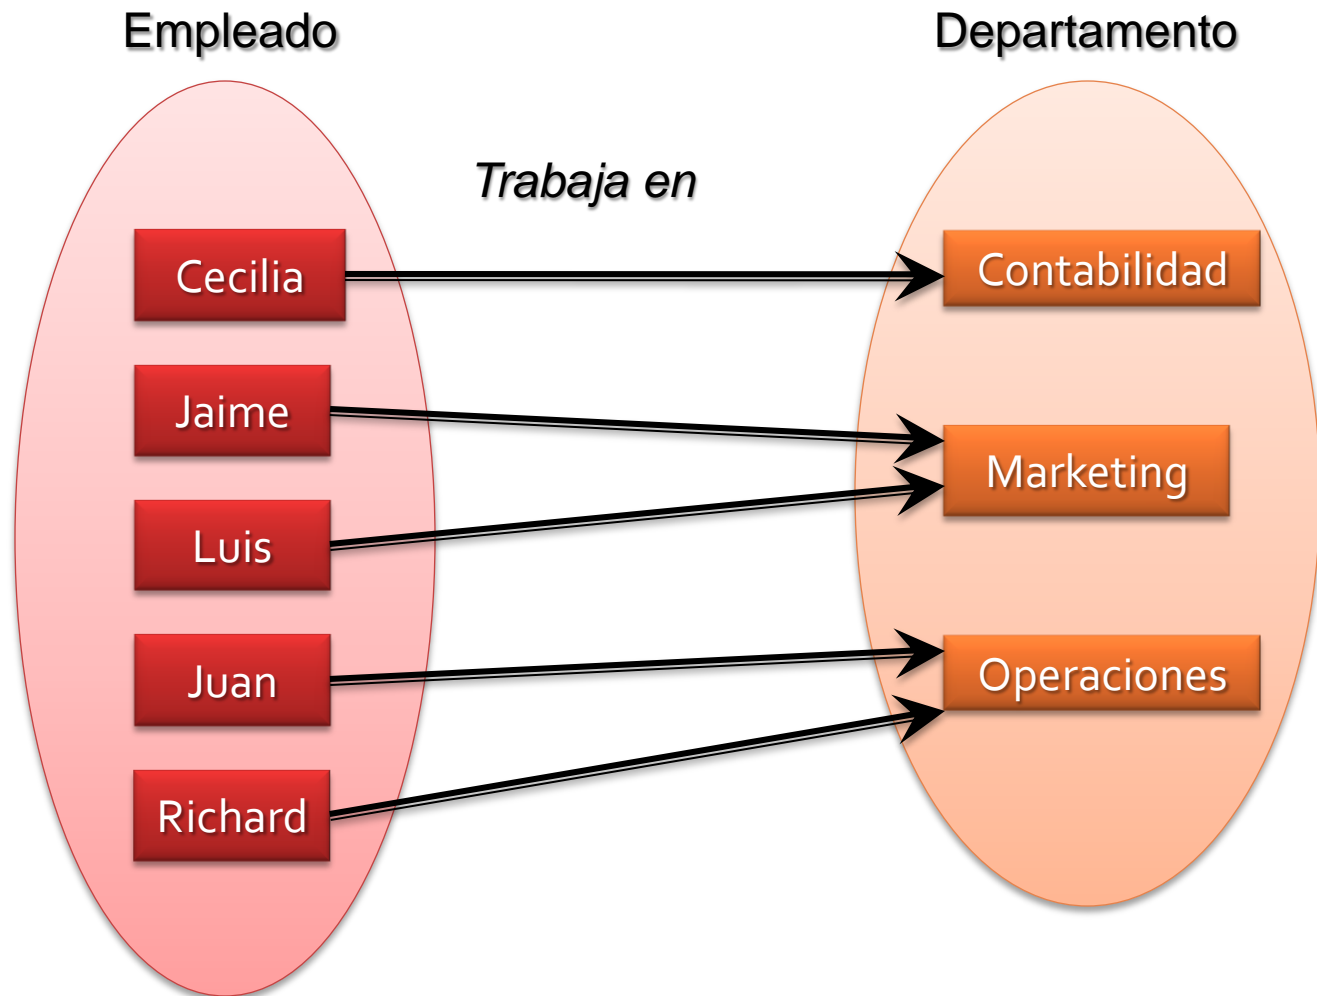 Empleado
Departamento
Trabaja en
Cecilia
Contabilidad
Jaime
Marketing
Luis
Juan
Operaciones
Richard